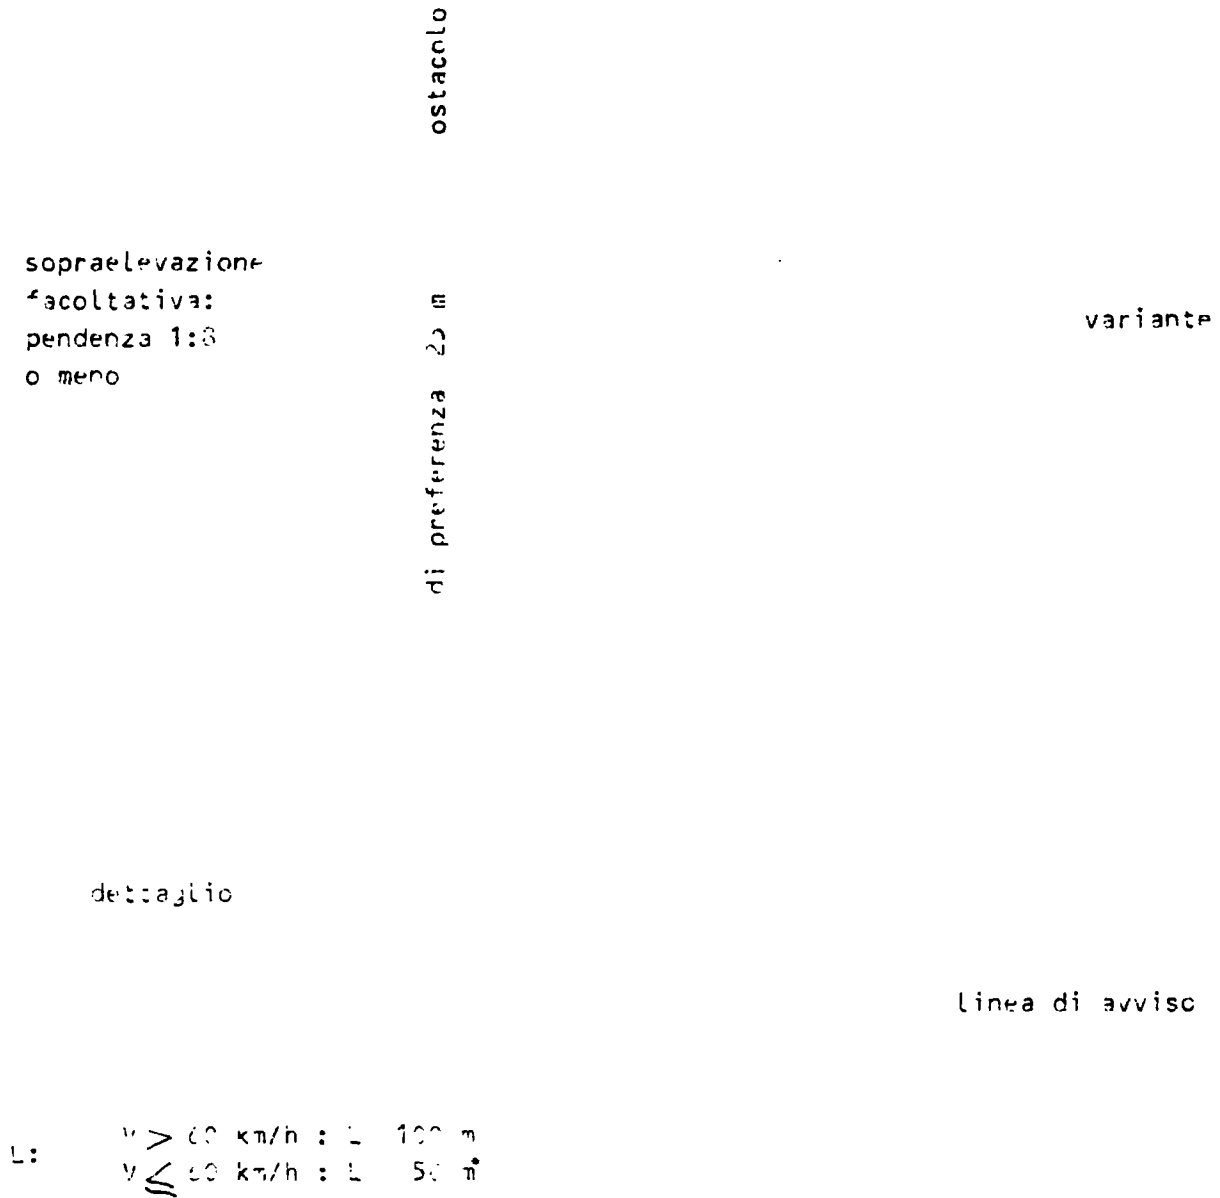 ostacolo
sopraelevazione
facoltativa:
pendenza 1:8
o meno
di preferenza 25 m
variante
dettaglio
linea di avviso
L:
V > 60 km/h : L 100 m
V ≤ 60 km/h : L 50 m